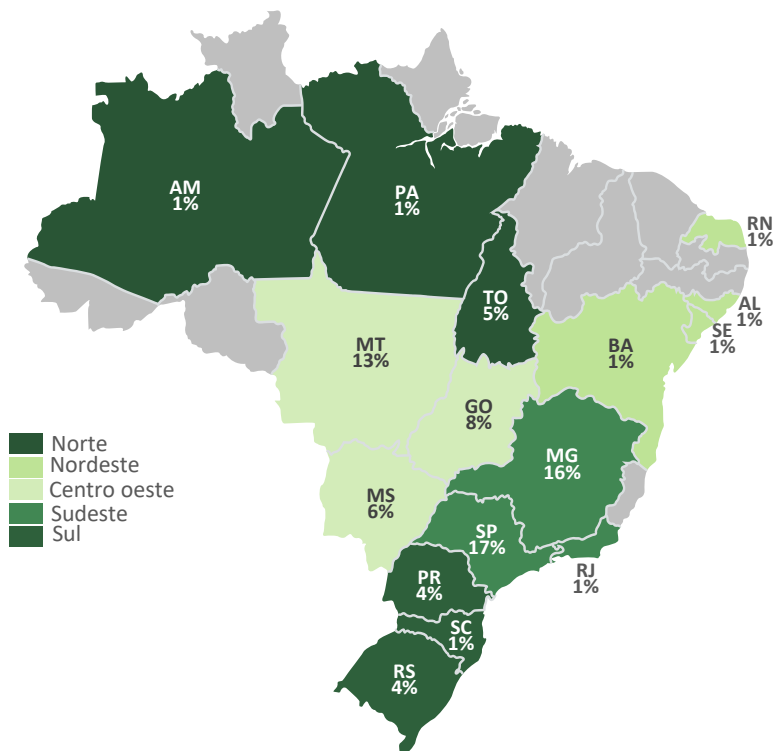 AM
1%
PA
1%
RN
1%
TO
5%
AL
1%
SE
1%
MT
13%
BA
1%
GO
8%
MG
16%
MS
6%
SP
17%
RJ
1%
PR
4%
SC
1%
RS
4%
Norte
Nordeste
Centro oeste
Sudeste
Sul